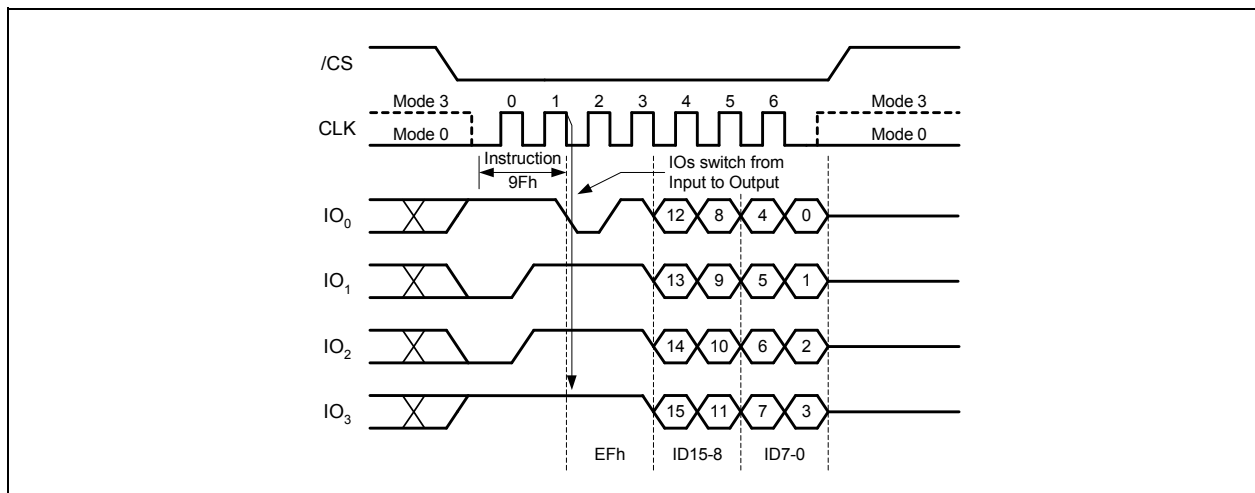 /CS
Mode 3 0 1 2 3 4 5 6 Mode 3
CLK Mode 0 Mode 0
Instruction IOs switch from
9Fh Input to Output
IO0 12 8 4 0
IO1 13 9 5 1
IO2 14 10 6 2
IO3 15 11 7 3
EFh ID15-8 ID7-0